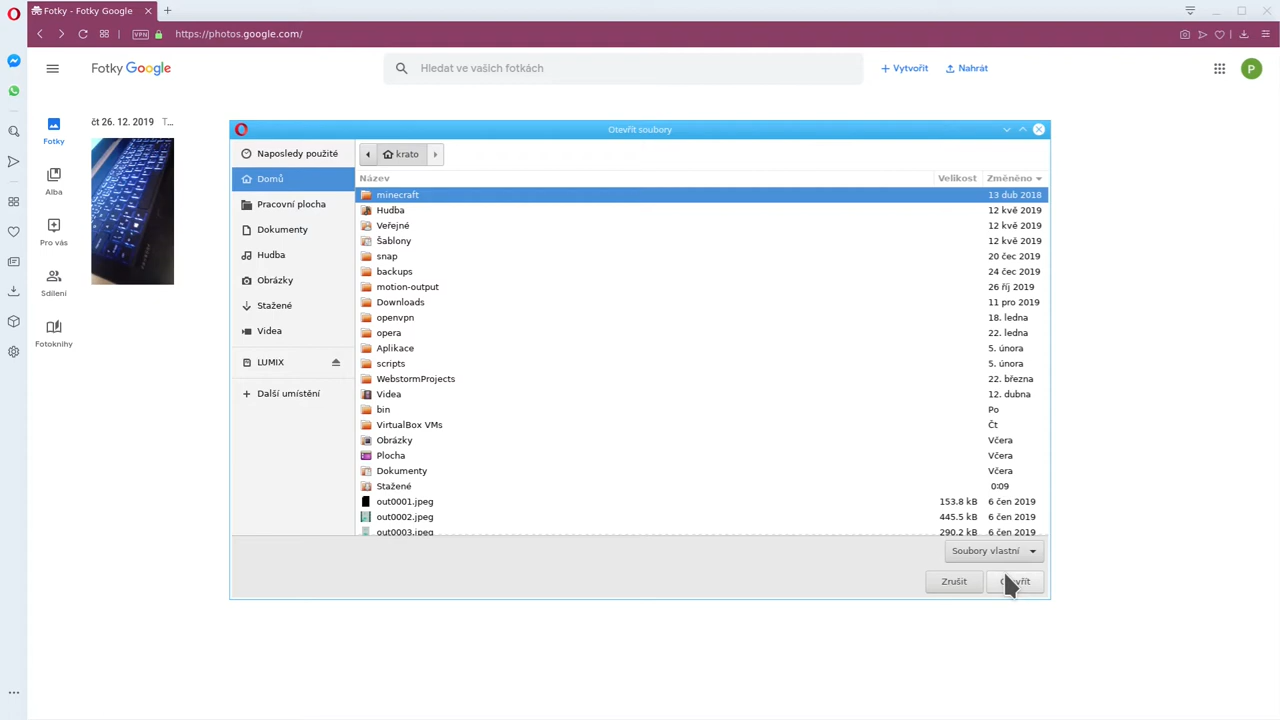 Fotky - Fotky Google
VPN
https://photos.google.com/
Fotky Google
Hledat ve vašich fotkách
Vytvořit
Nahrát
P
Fotky
Alba
Pro vás
Sdílení
Fotoknihy
čt 26. 12. 2019 T…
Otevřít soubory
Naposledy použité
Domů
Pracovní plocha
Dokumenty
Hudba
Obrázky
Stažené
Videa
LUMIX
Další umístění
krato
Název Velikost Změněno
minecraft 13 dub 2018
Hudba 12 kvě 2019
Veřejné 12 kvě 2019
Šablony 12 kvě 2019
snap 20 čec 2019
backups 24 čec 2019
motion-output 26 říj 2019
Downloads 11 pro 2019
openvpn 18. ledna
opera 22. ledna
Aplikace 5. února
scripts 5. února
WebstormProjects 22. března
Videa 12. dubna
bin Po
VirtualBox VMs Čt
Obrázky Včera
Plocha Včera
Dokumenty Včera
Stažené 0:09
out0001.jpeg 153.8 kB 6 čen 2019
out0002.jpeg 445.5 kB 6 čen 2019
out0003.jpeg 290.2 kB 6 čen 2019
Soubory vlastní
Zrušit